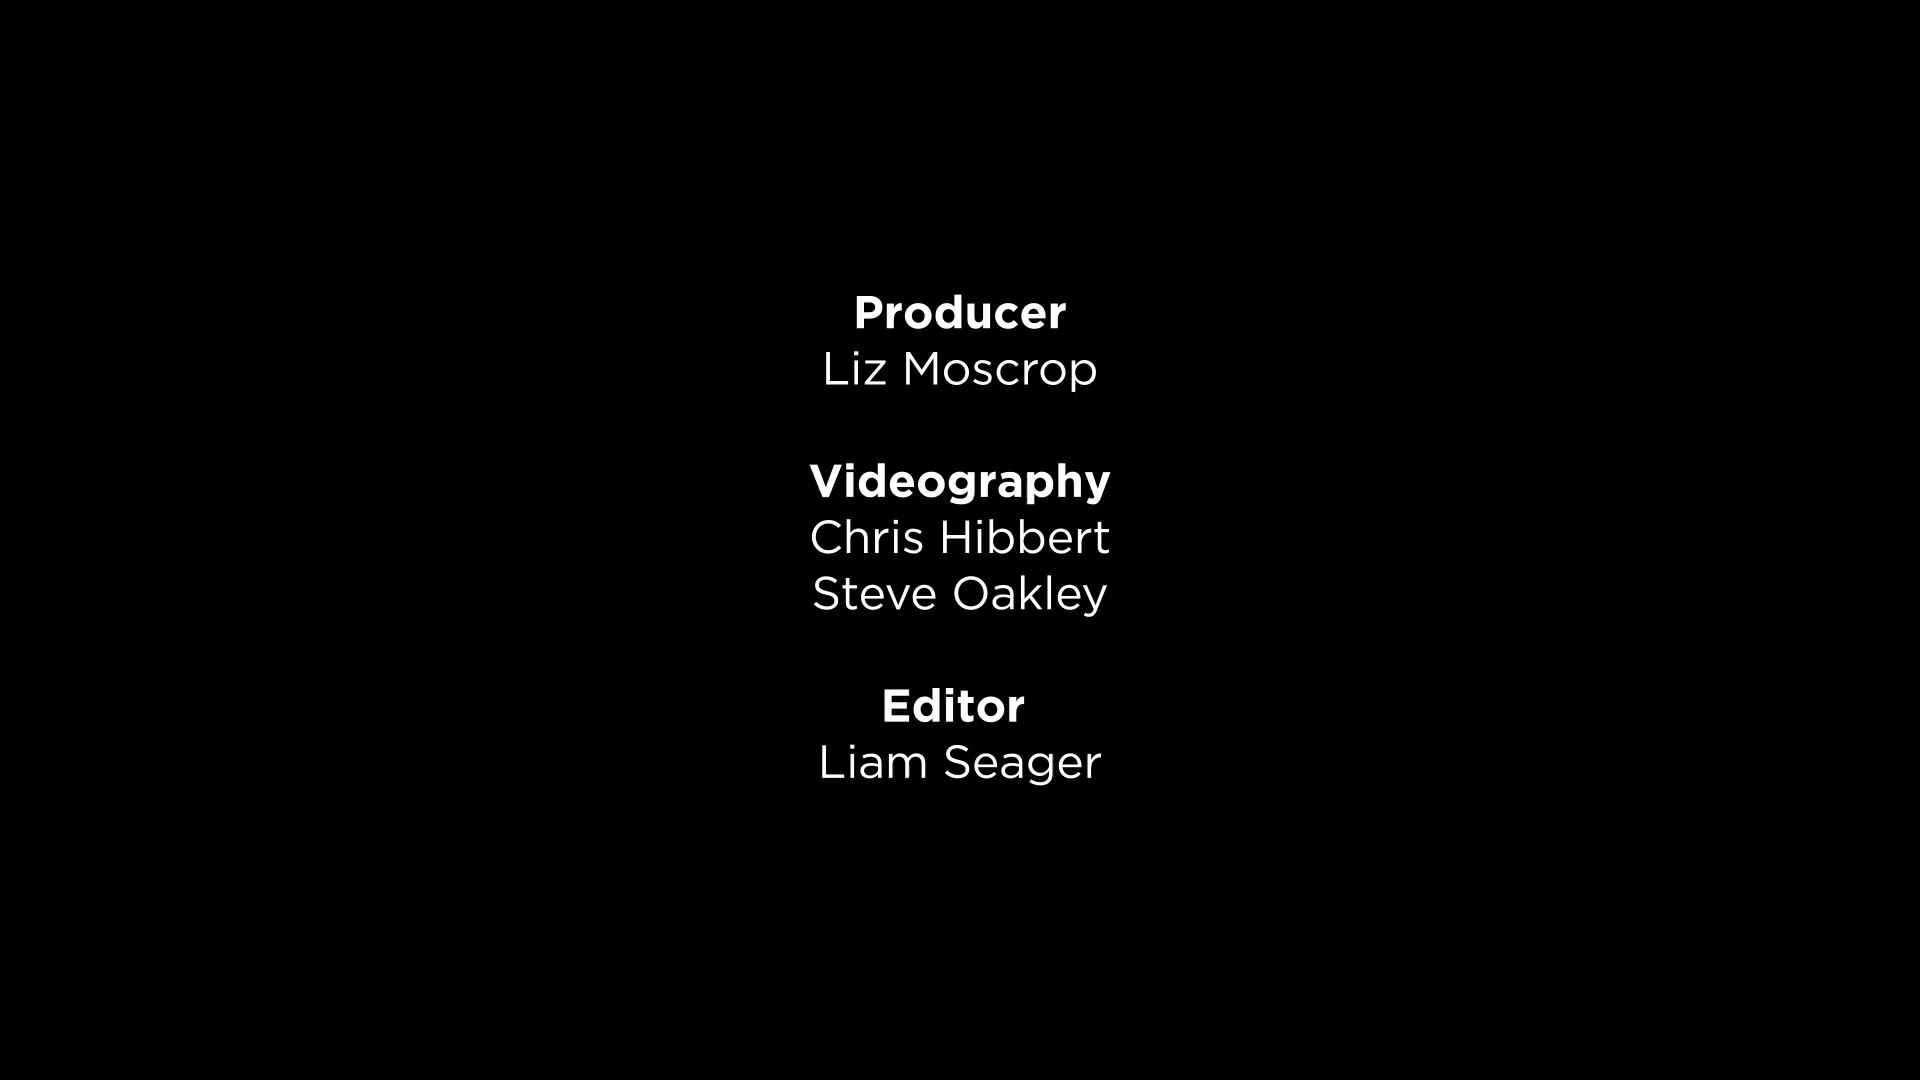 Producer
Liz Moscrop
Videography
Chris Hibbert
Steve Oakley
Editor
Liam Seager